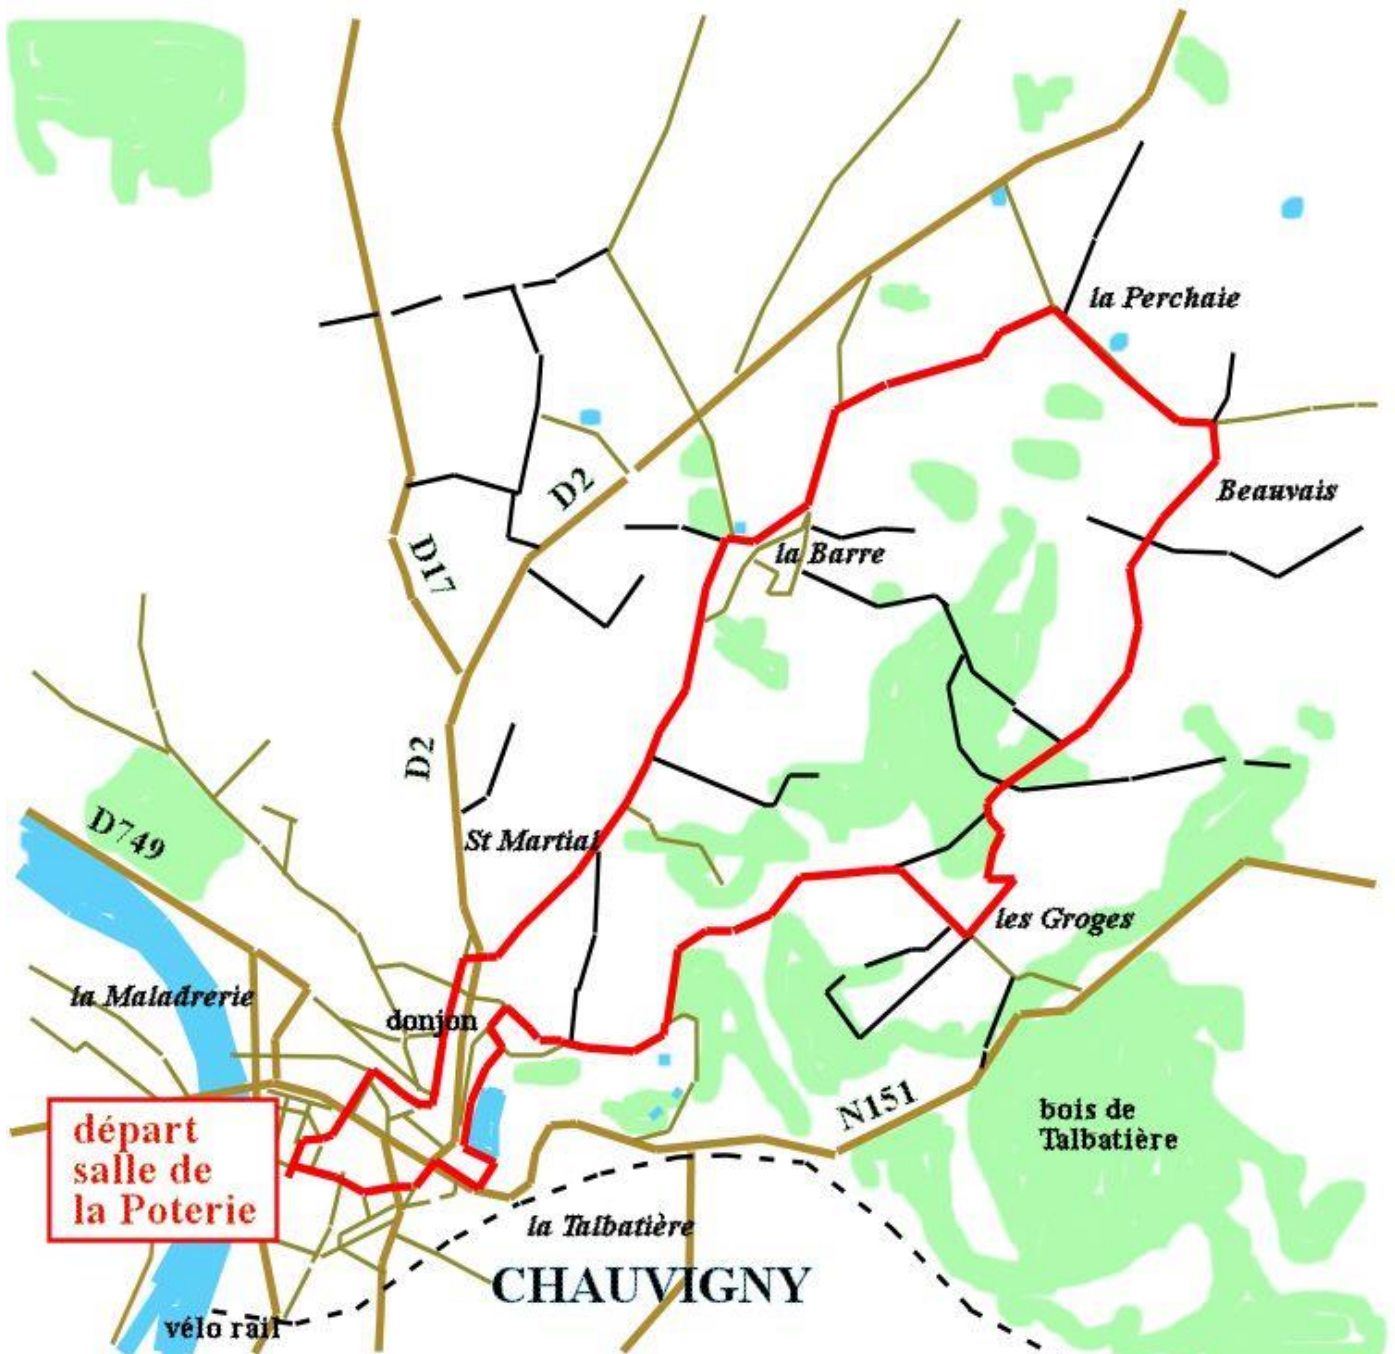 la Perchaie
D2
Beauvais
D17
la Barre
D2
D749
St Martial
les Groges
la Maladrerie
donjon
N151
bois de
Talbatière
départ
salle de
la Poterie
la Talbatière
CHAUVIGNY
vélo rail